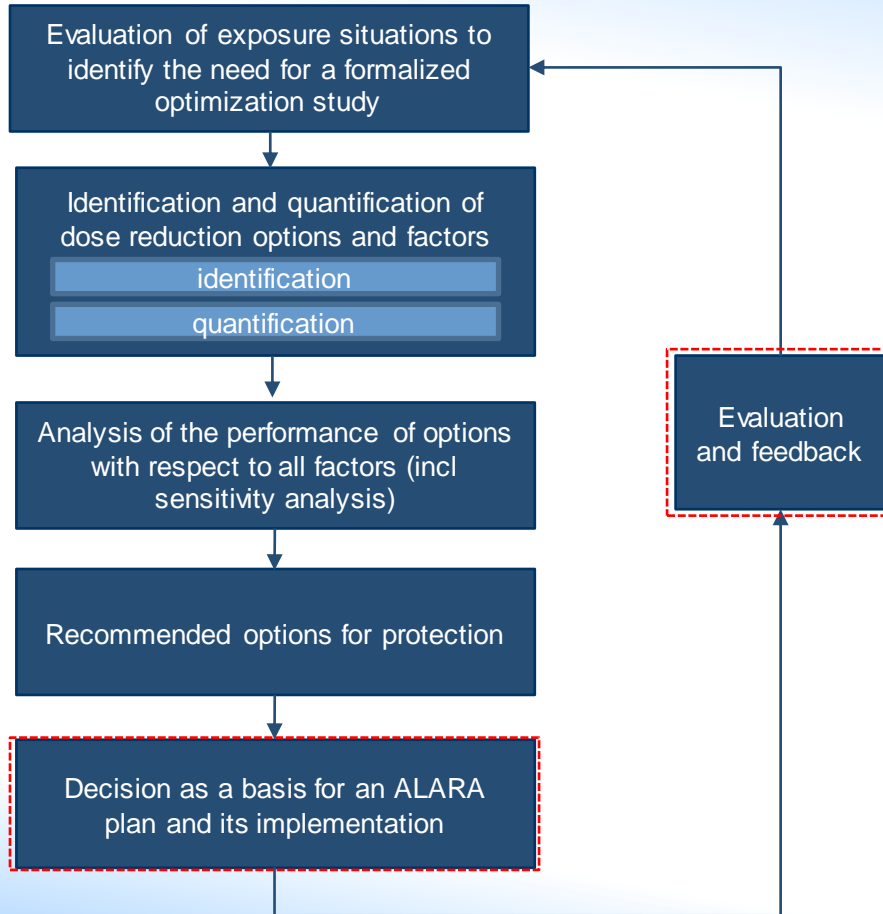 Evaluation of exposure situations to
identify the need for a formalized
optimization study
Identification and quantification of
dose reduction options and factors
identification
quantification
Analysis of the performance of options
with respect to all factors (incl
sensitivity analysis)
Recommended options for protection
Decision as a basis for an ALARA
plan and its implementation
Evaluation
and feedback